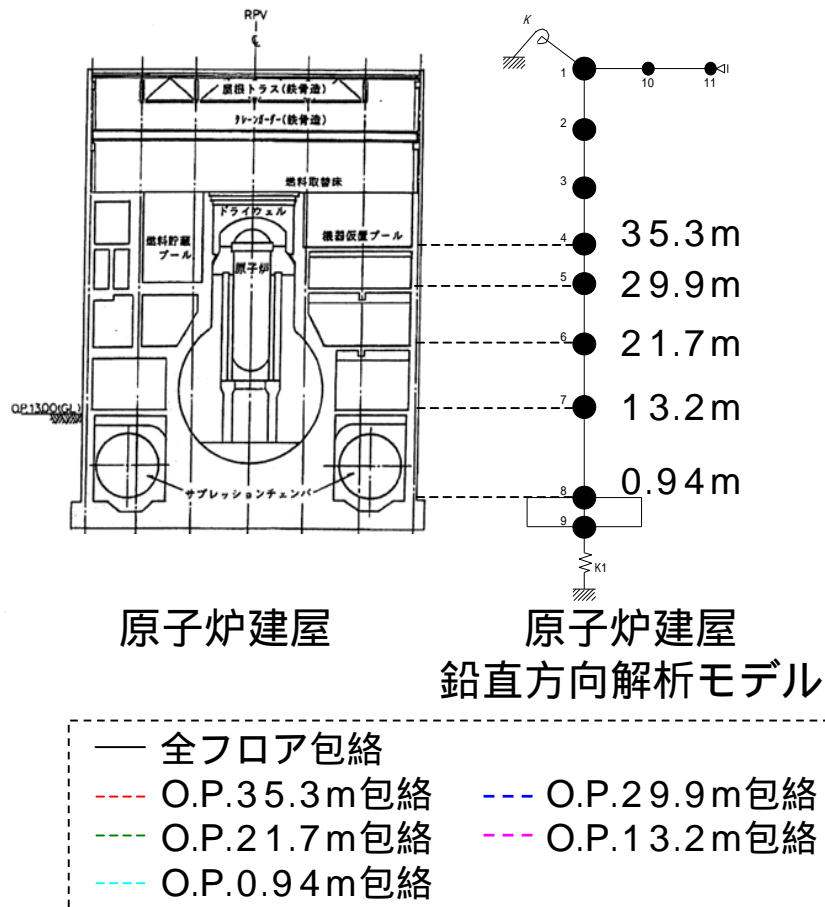 RPV
℄
屋根トラス(鉄骨造)
クレーンガーダー(鉄骨造)
燃料取替床
ドライウェル
燃料貯蔵
プール
機器仮置プール
原子炉
O.P.1300(GL)
サプレッションチェンバ
K
1
10
11
2
3
4
35.3m
5
29.9m
6
21.7m
7
13.2m
8
0.94m
9
K1
原子炉建屋
原子炉建屋
鉛直方向解析モデル
全フロア包絡
O.P.35.3m包絡
O.P.29.9m包絡
O.P.21.7m包絡
O.P.13.2m包絡
O.P.0.94m包絡